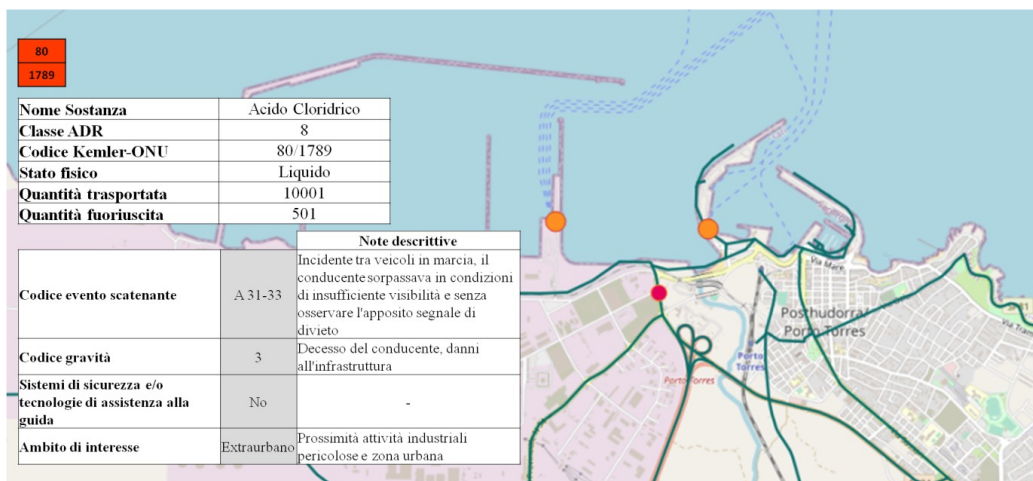 80
1789
Nome Sostanza Acido Cloridrico
Classe ADR 8
Codice Kemler-ONU 80/1789
Stato fisico Liquido
Quantità trasportata 1000l
Quantità fuoriuscita 50l
Note descrittive
Codice evento scatenante A 31-33 Incidente tra veicoli in marcia, il
conducente sorpassava in condizioni
di insufficiente visibilità e senza
osservare l'apposito segnale di
divieto
Codice gravità 3 Decesso del conducente, danni
all'infrastruttura
Sistemi di sicurezza e/o
tecnologie di assistenza alla
guida No -
Ambito di interesse Extraurbano Prossimità attività industriali
pericolose e zona urbana
Via Mare
Posthudorra/
Porto Torres
Porto
Torres
Porto Torres